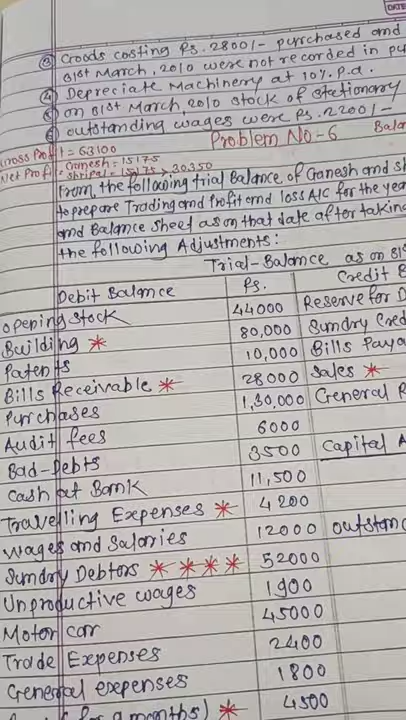 DATE
③ Goods costing Rs. 2800/- purchased and
31st March, 2010 were not recorded in pu
④ Depreciate Machinery at 10% p.a.
⑤ on 31st March, 2010 stock of stationary
⑥ outstanding wages were Rs. 2200/-
Problem No-6 Balan
Gross Profit = 63100
Net Profit = Ganesh = 15175
Shripal = 15175 > 30,350
From, the following trial Balance of Ganesh and sh
to prepare Trading and Profit and loss A/C for the yea
and Balance sheet as on that date after takin
the following Adjustments:
Trial-Balance as on 31s
Debit Balance Rs. Credit B
opening stock 44000 Reserve for D
Building * 80,000 Sundry Cred
Patents 10,000 Bills Paya
Bills Receivable * 28000 Sales *
Purchases 1,30,000 General R
Audit fees 6000
Bad-Debts 3500 Capital A
Cash at Bank 11,500
Travelling Expenses * 4200
Wages and Salaries 12000 outstan
Sundry Debtors * * * * 52000
Unproductive wages 1900
Motor car 45000
Trade Expenses 2400
General expenses 1800
for 9 months) * 4500